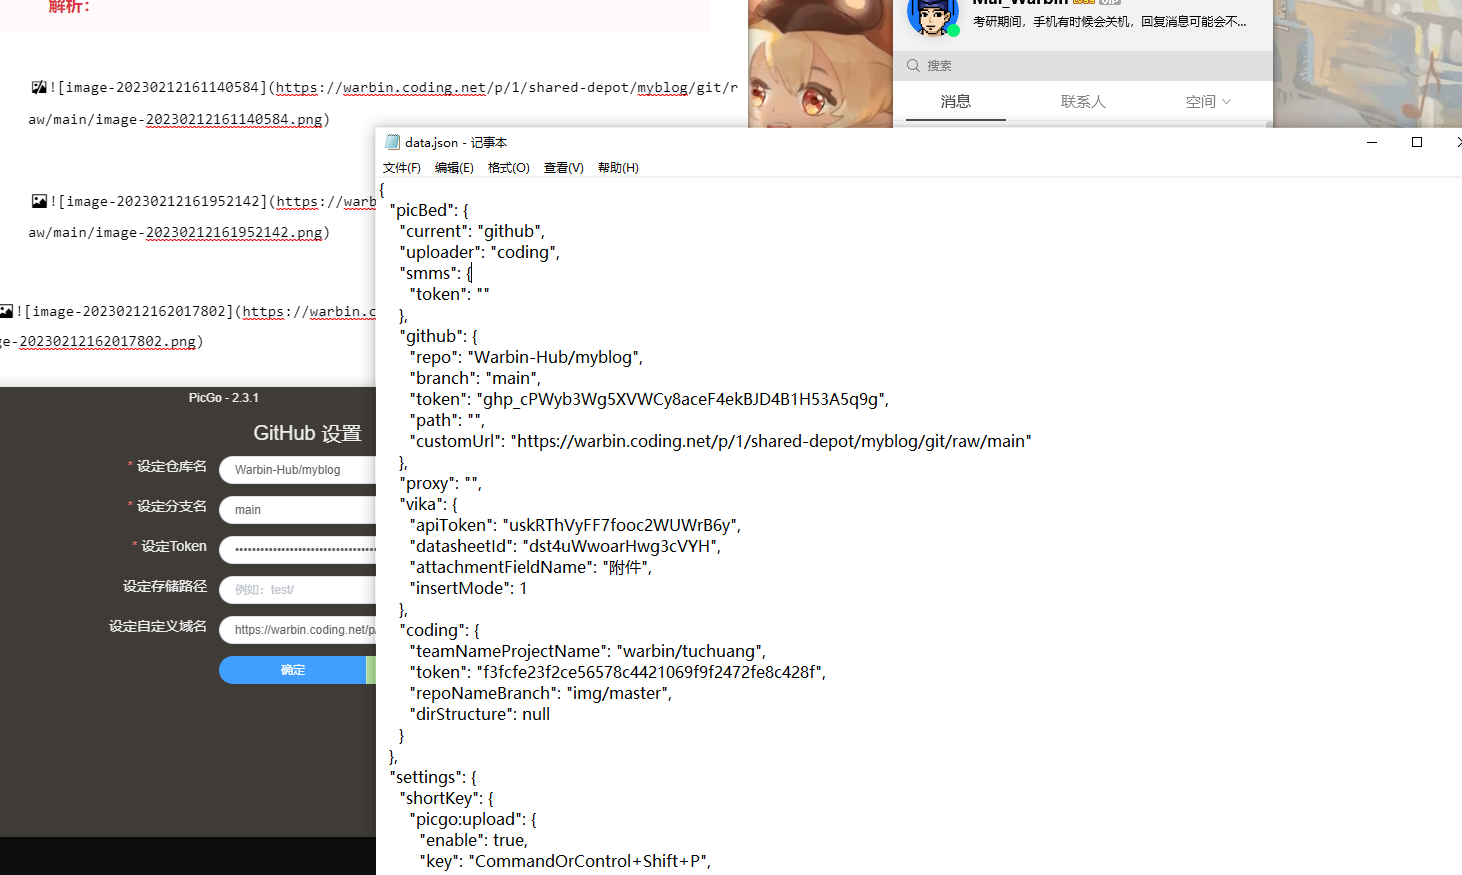 解析：
![image-20230212161140584](https://warbin.coding.net/p/1/shared-depot/myblog/git/r
aw/main/image-20230212161140584.png)
![image-20230212161952142](https://warb
aw/main/image-20230212161952142.png)
![image-20230212162017802](https://warbin.c
ge-20230212162017802.png)
Mai_Warbin
考研期间，手机有时候会关机，回复消息可能会不...
搜索
消息 联系人 空间
PicGo - 2.3.1
GitHub 设置
* 设定仓库名 Warbin-Hub/myblog
* 设定分支名 main
* 设定Token
设定存储路径 例如：test/
设定自定义域名 https://warbin.coding.net/p/
确定
data.json - 记事本
文件(F) 编辑(E) 格式(O) 查看(V) 帮助(H)
{
"picBed": {
"current": "github",
"uploader": "coding",
"smms": {
"token": ""
},
"github": {
"repo": "Warbin-Hub/myblog",
"branch": "main",
"token": "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",
"path": "",
"customUrl": "https://warbin.coding.net/p/1/shared-depot/myblog/git/raw/main"
},
"proxy": "",
"vika": {
"apiToken": "uskRThVyFF7fooc2WUWrB6y",
"datasheetId": "dst4uWwoarHwg3cVYH",
"attachmentFieldName": "附件",
"insertMode": 1
},
"coding": {
"teamNameProjectName": "warbin/tuchuang",
"token": "f3fcfe23f2ce56578c4421069f9f2472fe8c428f",
"repoNameBranch": "img/master",
"dirStructure": null
}
},
"settings": {
"shortKey": {
"picgo:upload": {
"enable": true,
"key": "CommandOrControl+Shift+P",